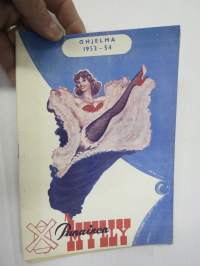 OHJELMA
1953-54
Punainen
MYLLY